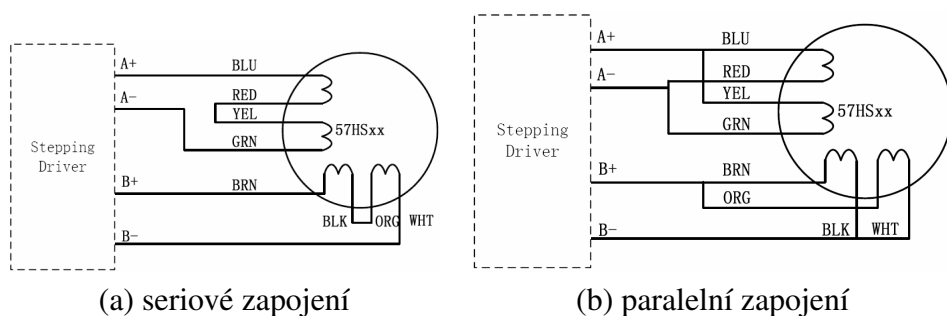 A+
BLU
A-
RED
YEL
GRN
57HSxx
Stepping
Driver
B+
BRN
BLK
ORG
WHT
B-
(a) seriové zapojení
A+
BLU
A-
RED
YEL
GRN
57HSxx
Stepping
Driver
B+
BRN
ORG
B-
BLK
WHT
(b) paralelní zapojení